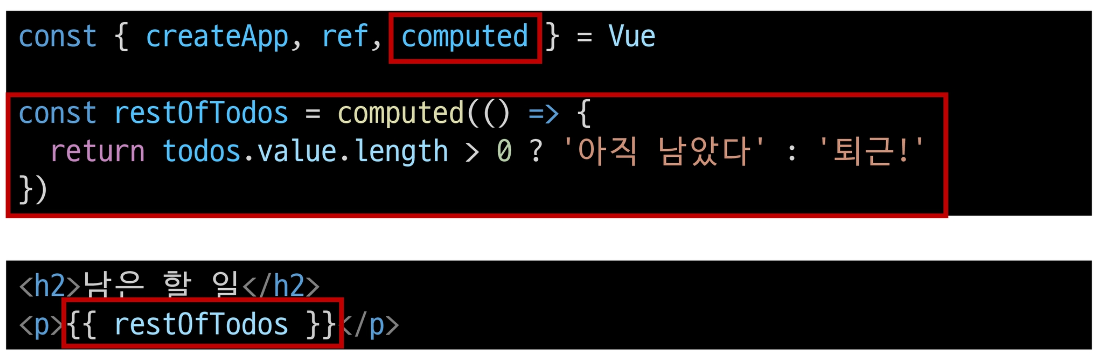 const { createApp, ref, computed } = Vue
const restOfTodos = computed(() => {
  return todos.value.length > 0 ? '아직 남았다' : '퇴근!'
})
<h2>남은 할 일</h2>
<p>{{ restOfTodos }}</p>